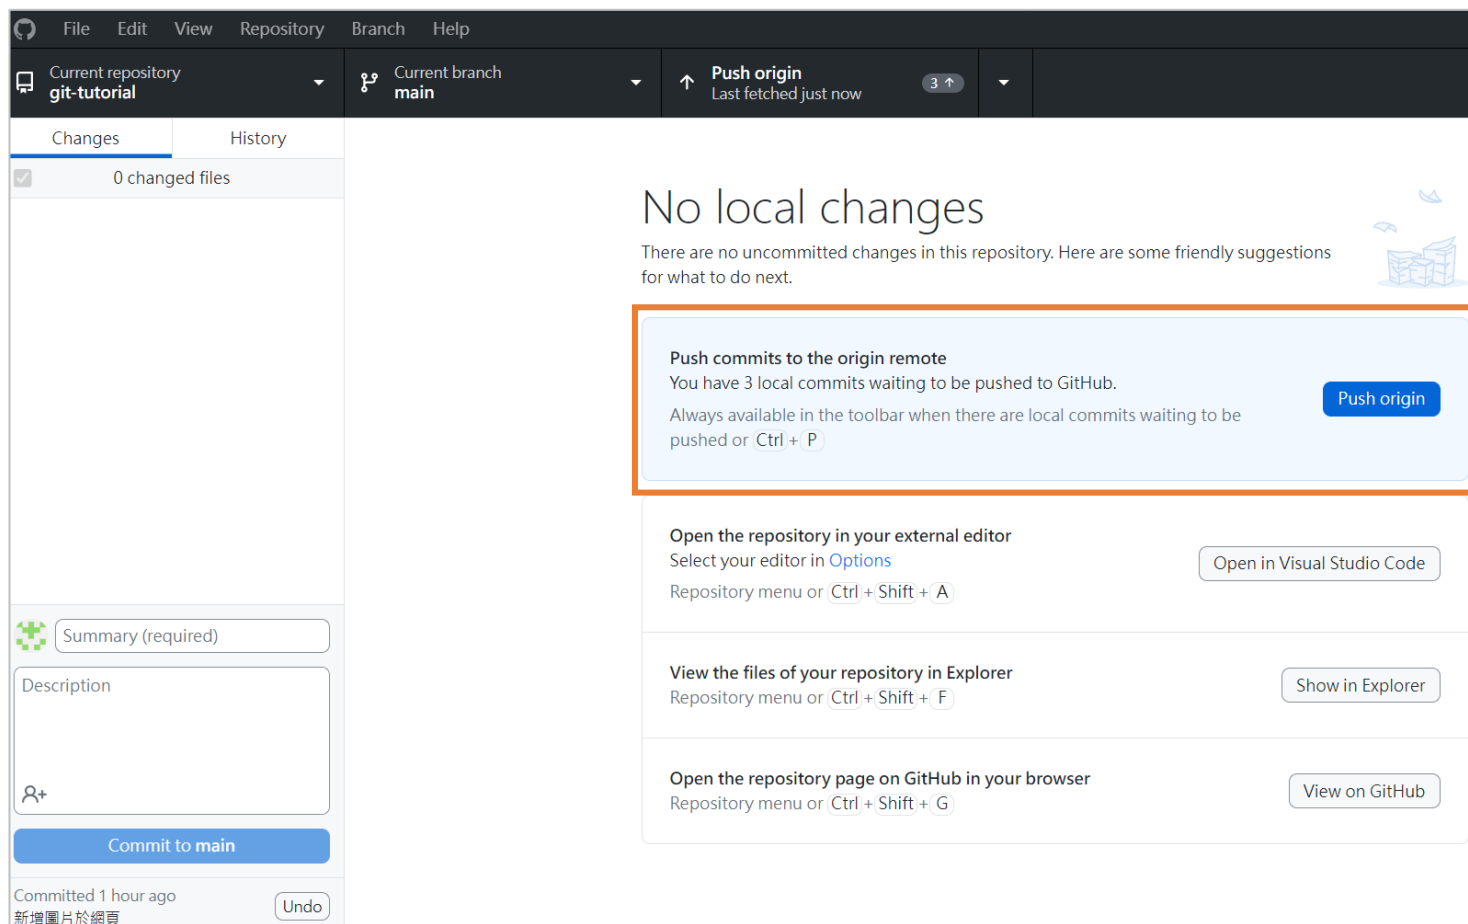 File Edit View Repository Branch Help
Current repository
git-tutorial
Current branch
main
Push origin
Last fetched just now
3
Changes
History
0 changed files
No local changes
There are no uncommitted changes in this repository. Here are some friendly suggestions
for what to do next.
Push commits to the origin remote
You have 3 local commits waiting to be pushed to GitHub.
Always available in the toolbar when there are local commits waiting to be
pushed or Ctrl + P
Push origin
Open the repository in your external editor
Select your editor in Options
Repository menu or Ctrl + Shift + A
Open in Visual Studio Code
View the files of your repository in Explorer
Repository menu or Ctrl + Shift + F
Show in Explorer
Open the repository page on GitHub in your browser
Repository menu or Ctrl + Shift + G
View on GitHub
Summary (required)
Description
Commit to main
Committed 1 hour ago
新增圖片於網頁
Undo